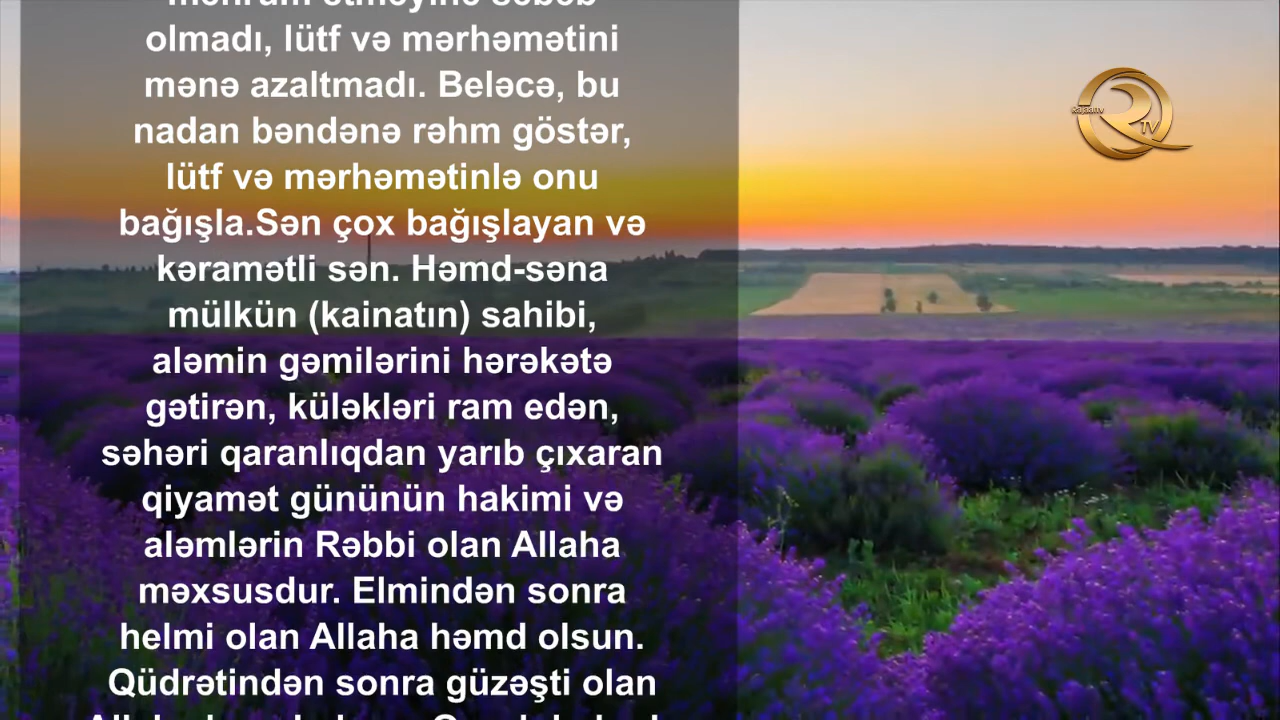 olmadı, lütf və mərhəmətini
mənə azaltmadı. Beləcə, bu
nadan bəndənə rəhm göstər,
lütf və mərhəmətinlə onu
bağışla.Sən çox bağışlayan və
kəramətli sən. Həmd-səna
mülkün (kainatın) sahibi,
aləmin gəmilərini hərəkətə
gətirən, küləkləri ram edən,
səhəri qaranlıqdan yarıb çıxaran
qiyamət gününün hakimi və
aləmlərin Rəbbi olan Allaha
məxsusdur. Elmindən sonra
helmi olan Allaha həmd olsun.
Qüdrətindən sonra güzəşti olan
TV